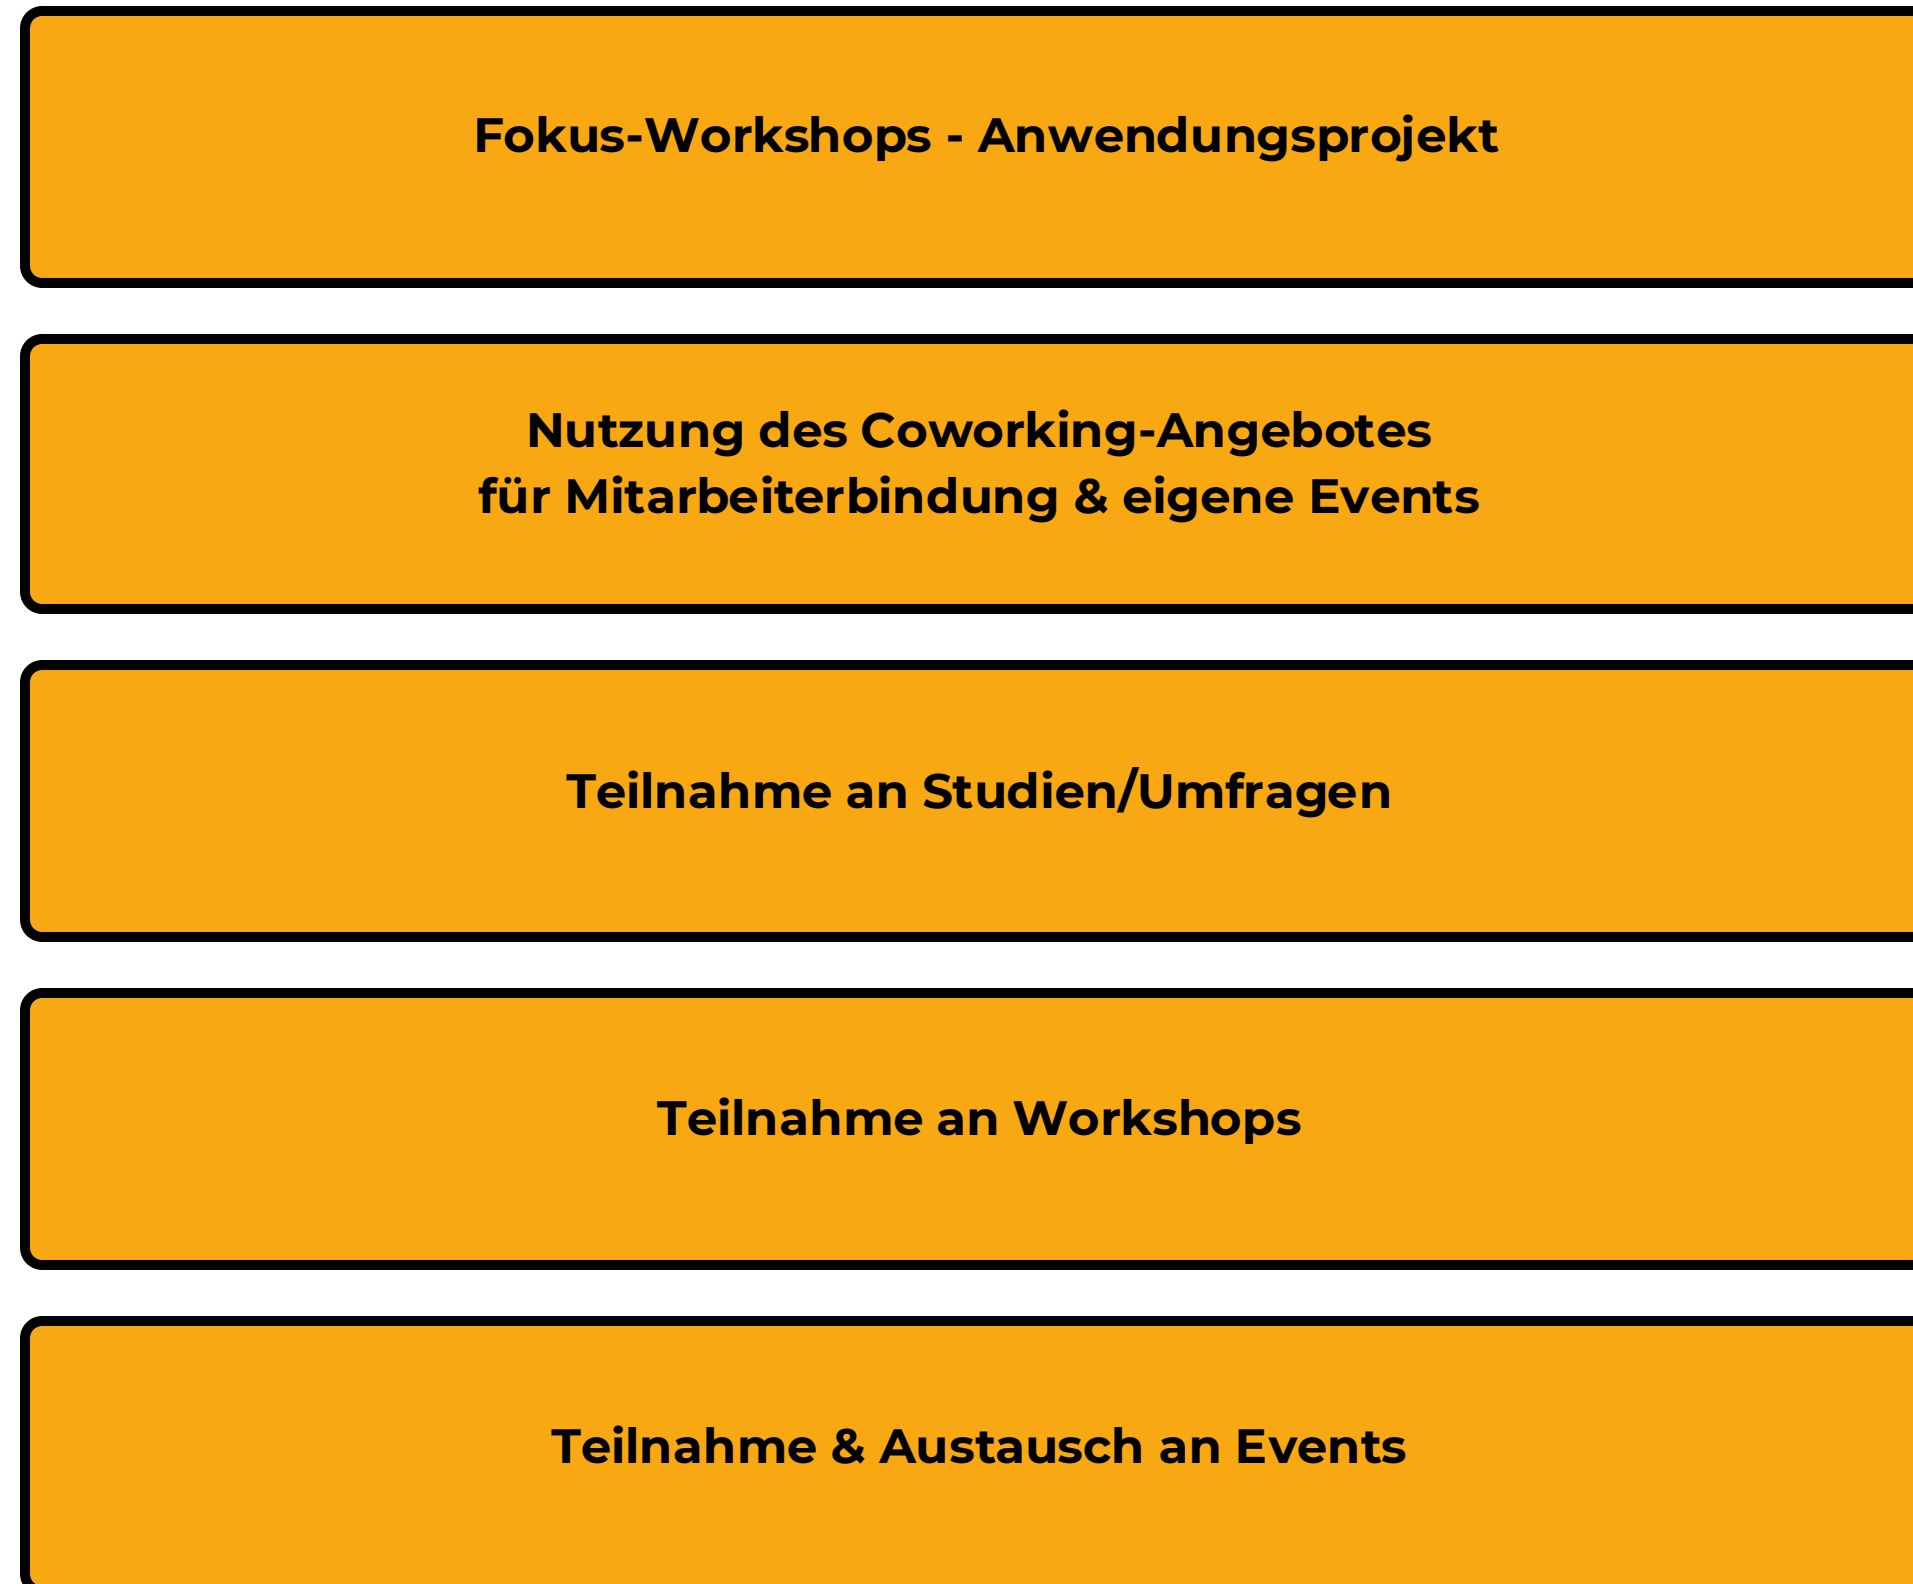 Fokus-Workshops - Anwendungsprojekt
Nutzung des Coworking-Angebotes
für Mitarbeiterbindung & eigene Events
Teilnahme an Studien/Umfragen
Teilnahme an Workshops
Teilnahme & Austausch an Events